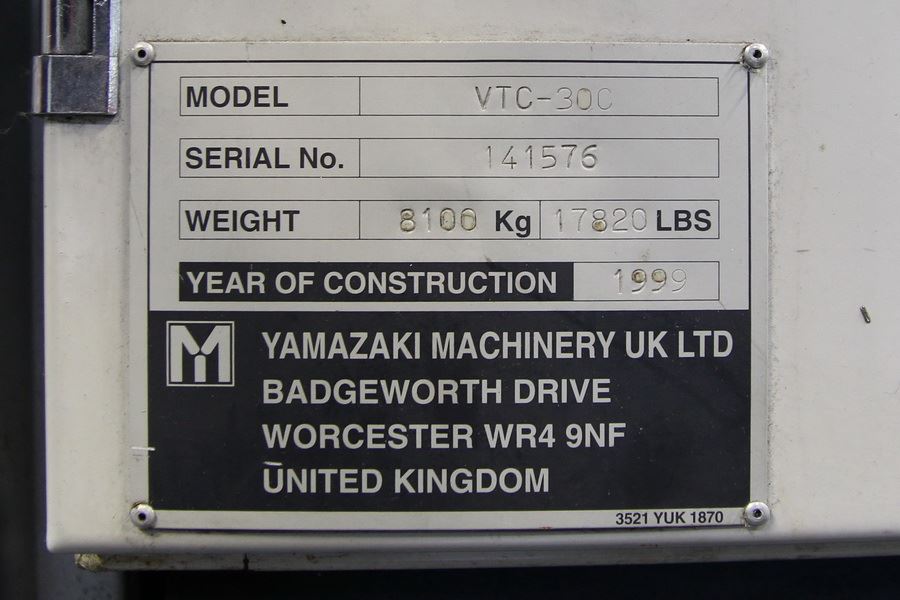 MODEL VTC-30C
SERIAL No. 141576
WEIGHT 8100 Kg 17820 LBS
YEAR OF CONSTRUCTION 1999
YAMAZAKI MACHINERY UK LTD
BADGEWORTH DRIVE
WORCESTER WR4 9NF
UNITED KINGDOM
3521 YUK 1870